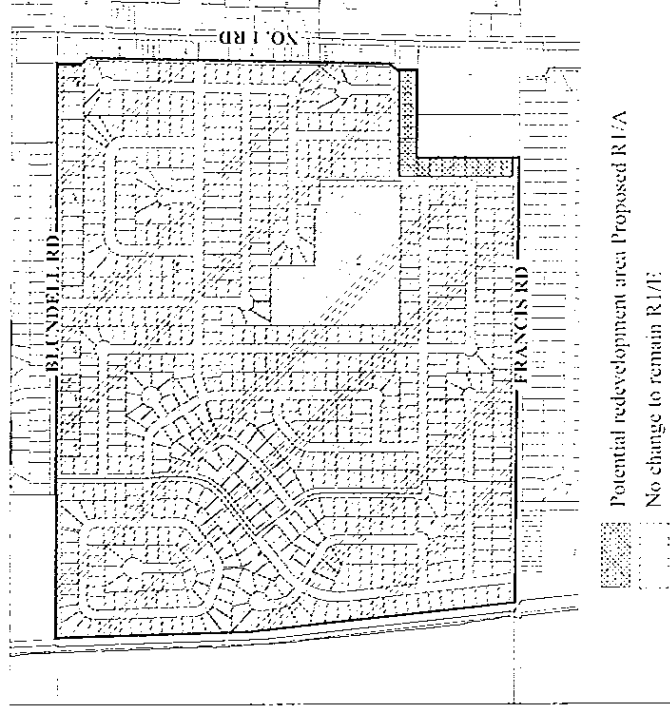 NO. 1 RD
BLUNDELL RD
FRANCIS RD
Potential redevelopment area Proposed R1/A
No change to remain R1/E